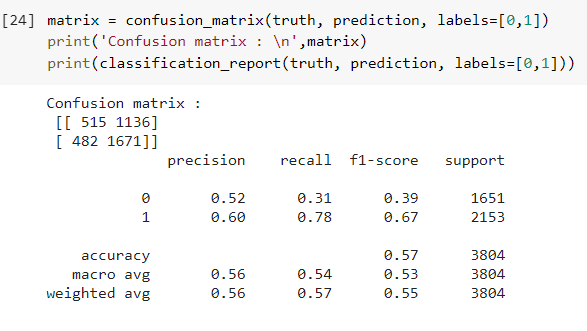 [24] matrix = confusion_matrix(truth, prediction, labels=[0,1])
print('Confusion matrix : \n',matrix)
print(classification_report(truth, prediction, labels=[0,1]))
Confusion matrix :
[[ 515 1136]
[ 482 1671]]
precision recall f1-score support
0 0.52 0.31 0.39 1651
1 0.60 0.78 0.67 2153
accuracy 0.57 3804
macro avg 0.56 0.54 0.53 3804
weighted avg 0.56 0.57 0.55 3804